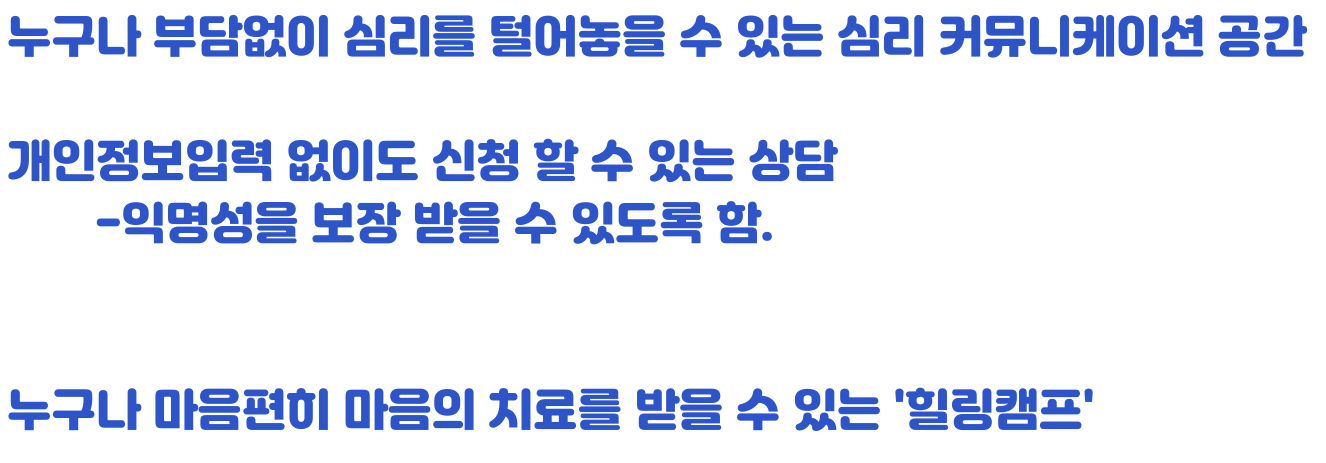 누구나 부담없이 심리를 털어놓을 수 있는 심리 커뮤니케이션 공간
개인정보입력 없이도 신청 할 수 있는 상담
-익명성을 보장 받을 수 있도록 함.
누구나 마음편히 마음의 치료를 받을 수 있는 '힐링캠프'